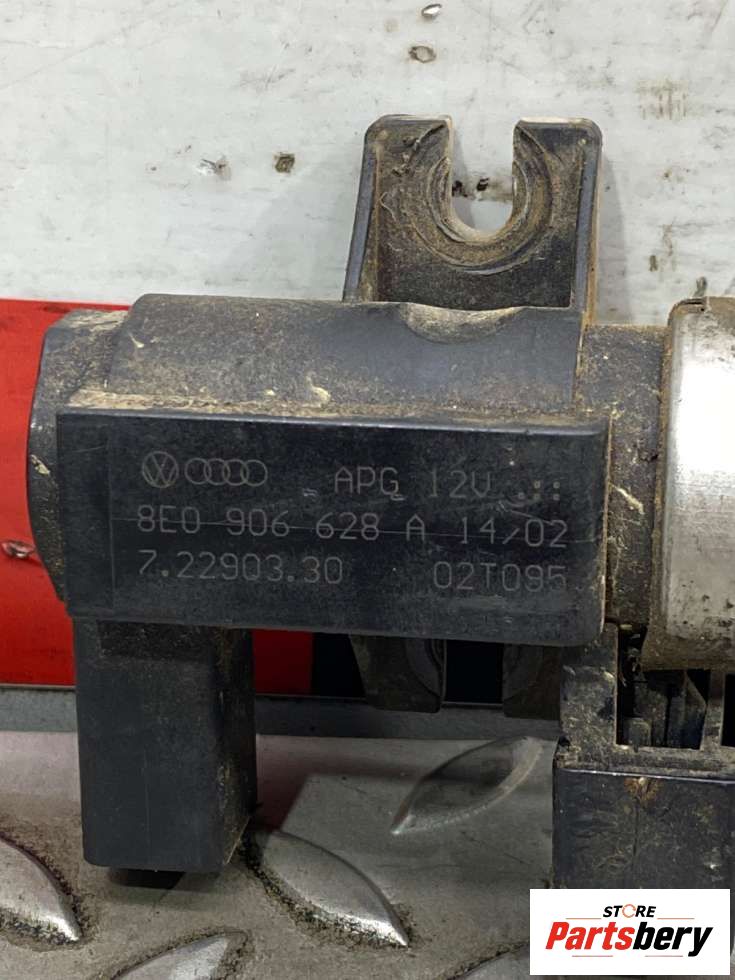 APG 12V
8E0 906 628 A 14/02
7.22903.30 02T095
STORE
Partsbery